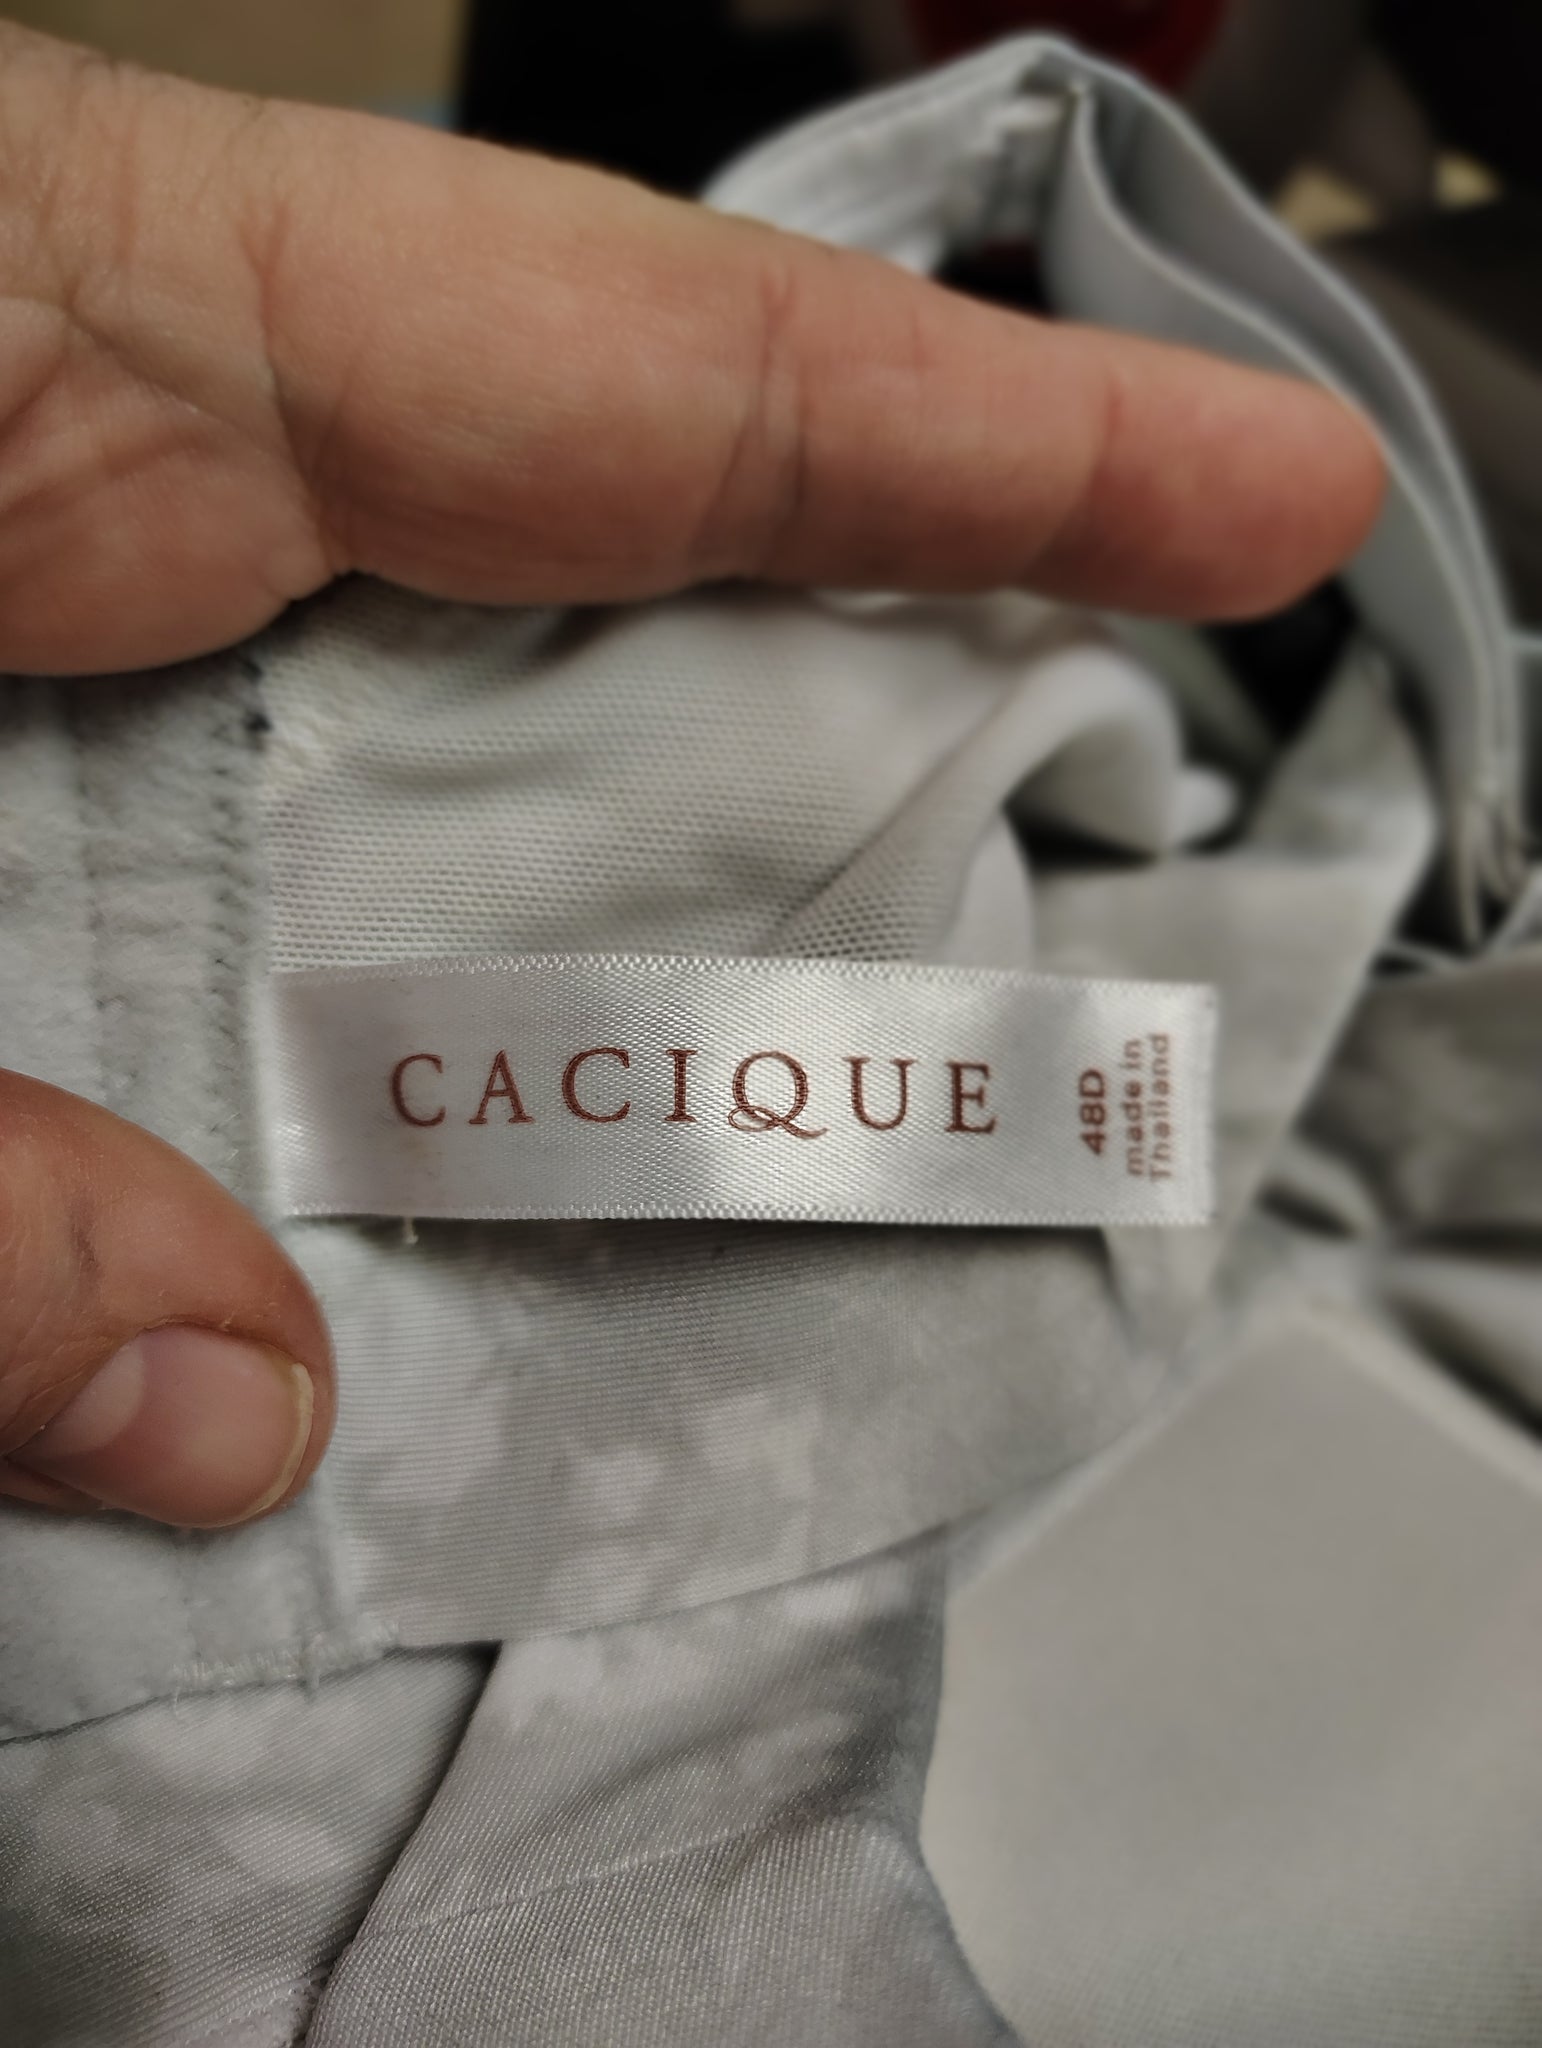 CACIQUE
48D
made in
Thailand